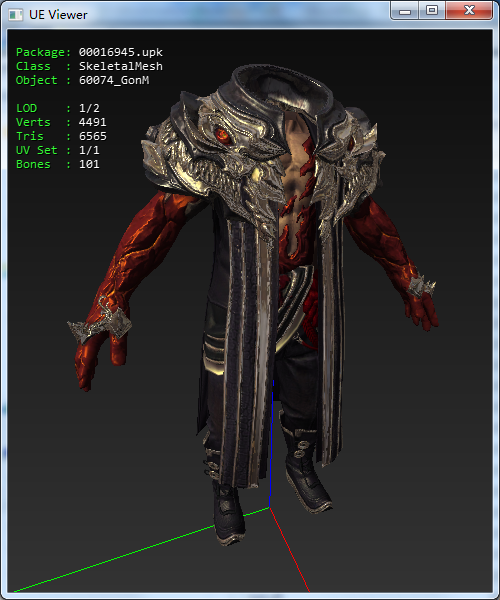 UE Viewer
Package: 00016945.upk
Class  : SkeletalMesh
Object : 60074_GonM
LOD    : 1/2
Verts  : 4491
Tris   : 6565
UV Set : 1/1
Bones  : 101